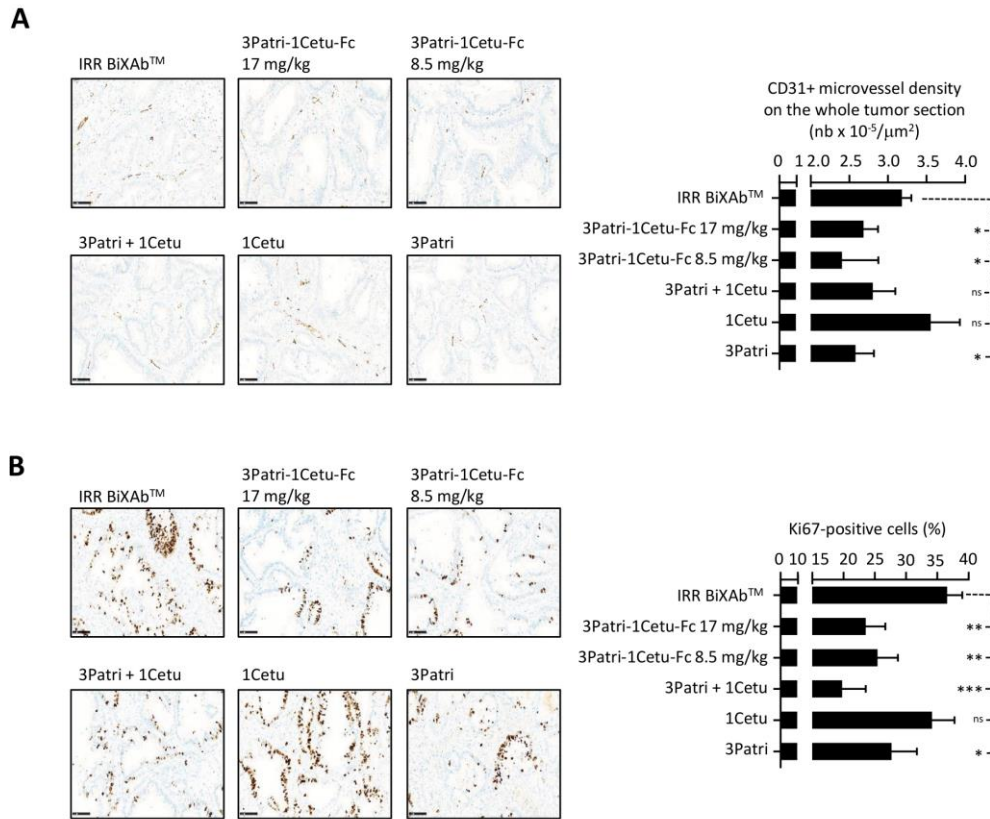 A
IRR BiXAb™
3Patri-1Cetu-Fc
17 mg/kg
3Patri-1Cetu-Fc
8.5 mg/kg
3Patri + 1Cetu
1Cetu
3Patri
CD31+ microvessel density
on the whole tumor section
(nb x 10⁻⁵/µm²)
0 1 2.0 2.5 3.0 3.5 4.0
IRR BiXAb™
3Patri-1Cetu-Fc 17 mg/kg *
3Patri-1Cetu-Fc 8.5 mg/kg *
3Patri + 1Cetu ns
1Cetu ns
3Patri *
B
IRR BiXAb™
3Patri-1Cetu-Fc
17 mg/kg
3Patri-1Cetu-Fc
8.5 mg/kg
3Patri + 1Cetu
1Cetu
3Patri
Ki67-positive cells (%)
0 10 15 20 25 30 35 40
IRR BiXAb™
3Patri-1Cetu-Fc 17 mg/kg **
3Patri-1Cetu-Fc 8.5 mg/kg **
3Patri + 1Cetu ***
1Cetu ns
3Patri *